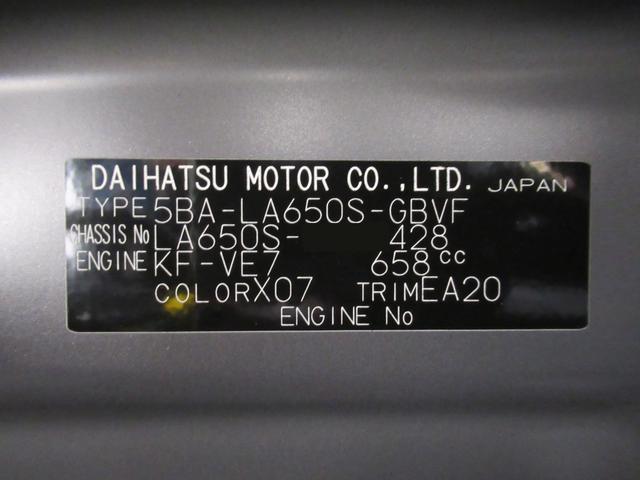 DAIHATSU MOTOR CO.,LTD. JAPAN
TYPE 5BA-LA650S-GBVF
CHASSIS No LA650S- 428
ENGINE KF-VE7 658cc
COLOR X07 TRIM EA20
ENGINE No